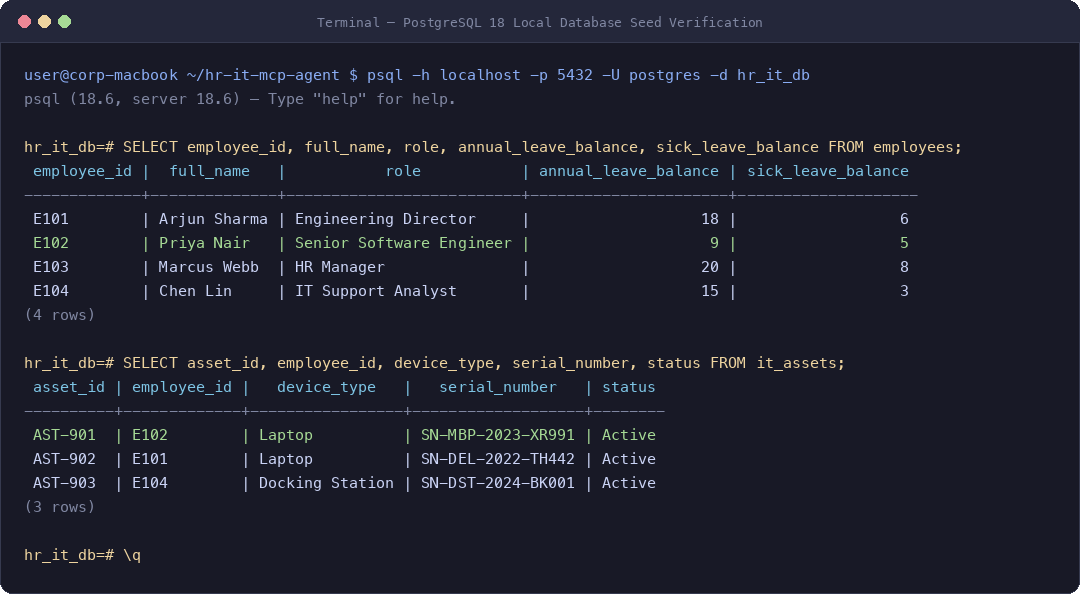 Terminal — PostgreSQL 18 Local Database Seed Verification
user@corp-macbook ~/hr-it-mcp-agent $ psql -h localhost -p 5432 -U postgres -d hr_it_db
psql (18.6, server 18.6) — Type "help" for help.
hr_it_db=# SELECT employee_id, full_name, role, annual_leave_balance, sick_leave_balance FROM employees;
 employee_id |  full_name   |           role           | annual_leave_balance | sick_leave_balance
-------------+--------------+--------------------------+----------------------+--------------------
 E101        | Arjun Sharma | Engineering Director     |                   18 |                  6
 E102        | Priya Nair   | Senior Software Engineer |                    9 |                  5
 E103        | Marcus Webb  | HR Manager               |                   20 |                  8
 E104        | Chen Lin     | IT Support Analyst       |                   15 |                  3
(4 rows)
hr_it_db=# SELECT asset_id, employee_id, device_type, serial_number, status FROM it_assets;
 asset_id | employee_id |   device_type   |   serial_number   | status
----------+-------------+-----------------+-------------------+--------
 AST-901  | E102        | Laptop          | SN-MBP-2023-XR991 | Active
 AST-902  | E101        | Laptop          | SN-DEL-2022-TH442 | Active
 AST-903  | E104        | Docking Station | SN-DST-2024-BK001 | Active
(3 rows)
hr_it_db=# \q